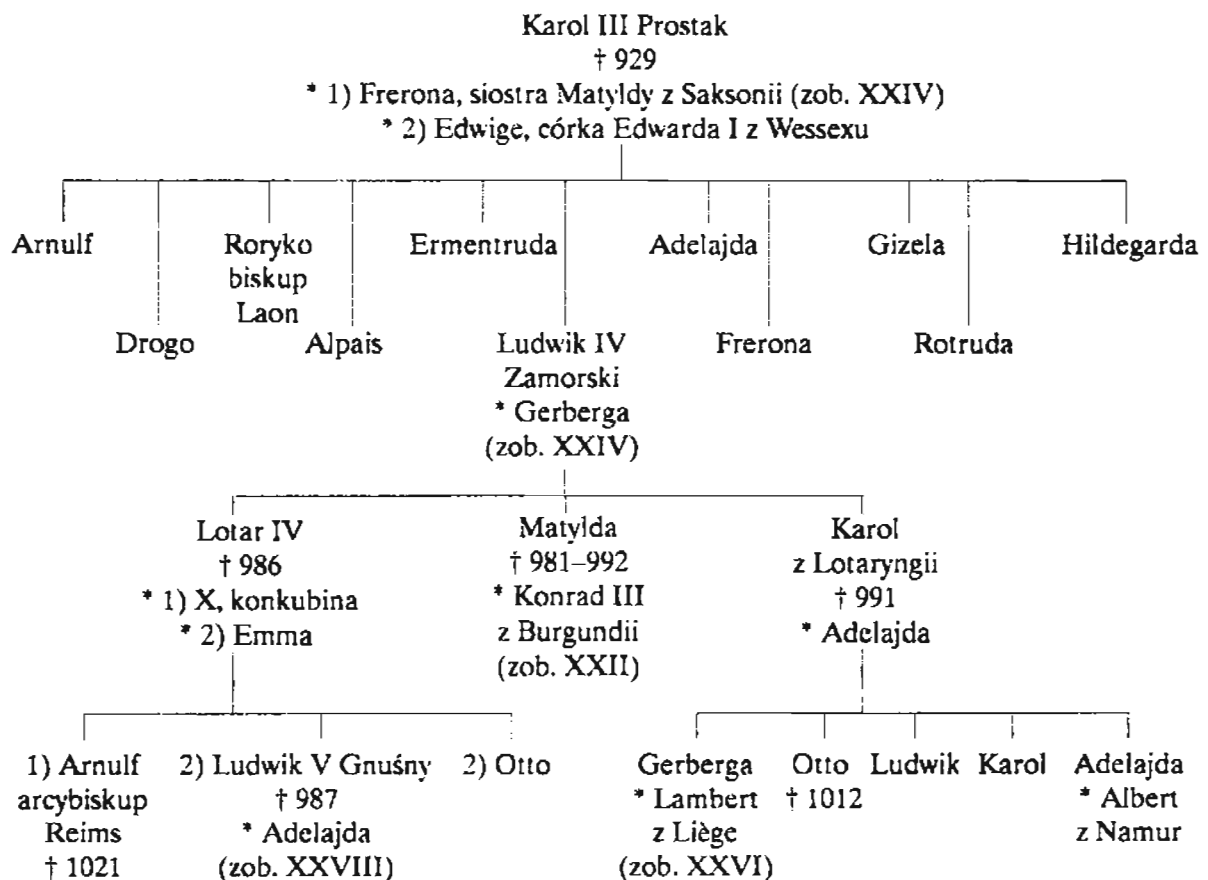 Karol III Prostak
† 929
* 1) Frerona, siostra Matyldy z Saksonii (zob. XXIV)
* 2) Edwige, córka Edwarda I z Wessexu
Arnulf
Roryko
biskup
Laon
Ermentruda
Adelajda
Gizela
Hildegarda
Drogo
Alpais
Ludwik IV
Zamorski
* Gerberga
(zob. XXIV)
Frerona
Rotruda
Lotar IV
† 986
* 1) X, konkubina
* 2) Emma
Matylda
† 981–992
* Konrad III
z Burgundii
(zob. XXII)
Karol
z Lotaryngii
† 991
* Adelajda
1) Arnulf
arcybiskup
Reims
† 1021
2) Ludwik V Gnuśny
† 987
* Adelajda
(zob. XXVIII)
2) Otto
Gerberga
* Lambert
z Liège
(zob. XXVI)
Otto
† 1012
Ludwik
Karol
Adelajda
* Albert
z Namur